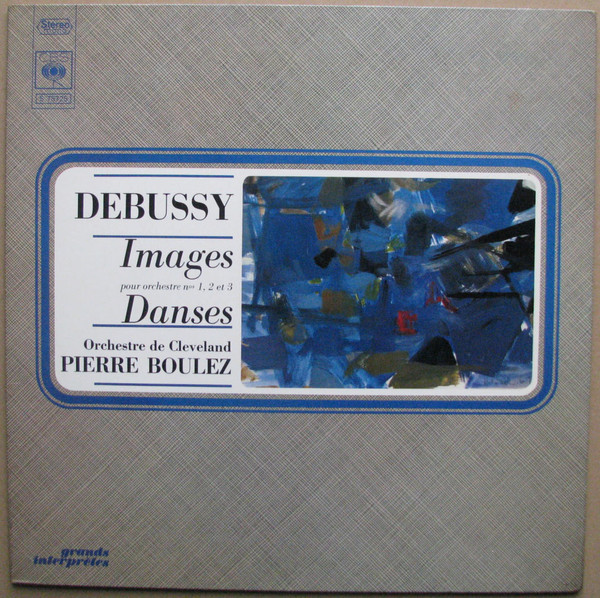 Stereo
CBS
S 75725
DEBUSSY
Images
pour orchestre nos 1, 2 et 3
Danses
Orchestre de Cleveland
PIERRE BOULEZ
grands
interprètes